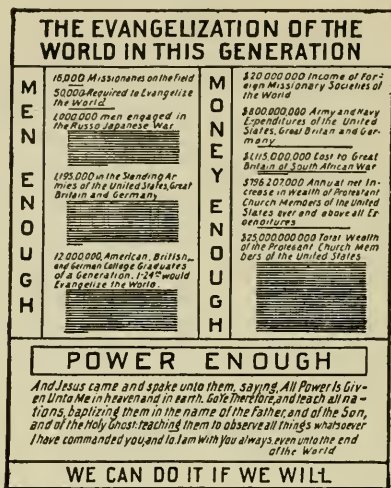 THE EVANGELIZATION OF THE
WORLD IN THIS GENERATION
MEN ENOUGH
16,000 Missionaries on the field
50,000 Required to Evangelize
the World
1,000,000 men engaged in
the Russo Japanese War
1,195,000 in the Standing Ar
mies of the United States, Great
Britain and Germany
12,000,000, American, British,
and German College Graduates
of a Generation. 1-24th would
Evangelize the World.
MONEY ENOUGH
$20 000 000 Income of For
eign Missionary Societies of
the World
$800,000,000 Army and Navy
Expenditures of the United
States, Great Britan and Ger-
many
$1,115,000,000 Cost to Great
Britain of South African War
$796 207 000 Annual net In
crease in Wealth of Protestant
Church Members of the United
States over and above all Ex
penditures
$25,000 000 000 Total Wealth
of the Protestant Church Mem
bers of the United States
POWER ENOUGH
And Jesus came and spake unto them, saying, All Power Is Giv-
en Unto Me in heaven and in earth. Go Ye Therefore, and teach all na-
tions, baptizing them in the name of the Father, and of the Son,
and of the Holy Ghost: teaching them to observe all things whatsoever
I have commanded you, and lo, I am With You always, even unto the end
of the World
WE CAN DO IT IF WE WILL